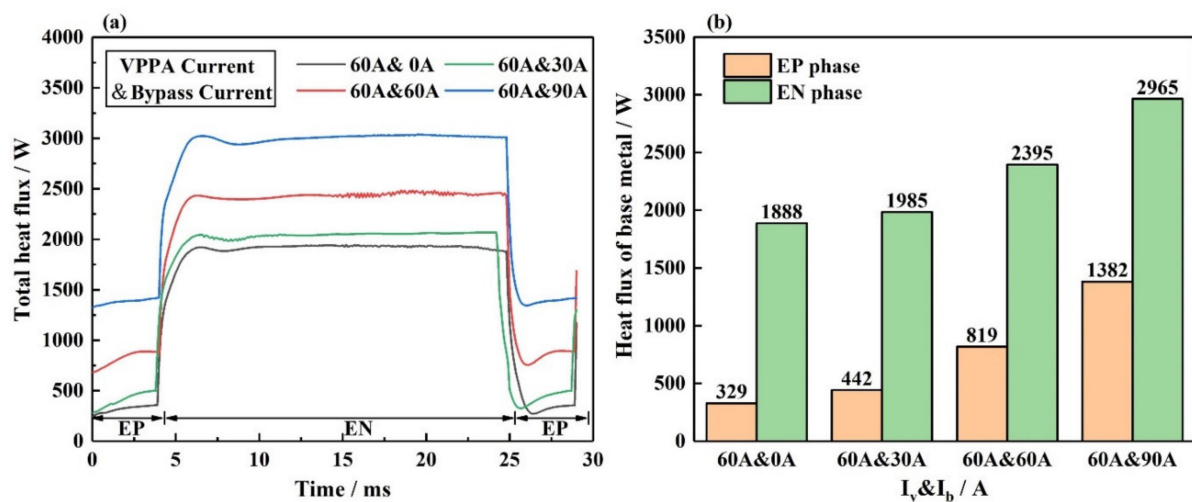 (a)
4000
3500
3000
2500
2000
1500
1000
500
0
Total heat flux / W
VPPA Current
&Bypass Current
60A& 0A
60A&30A
60A&60A
60A&90A
EP
EN
EP
0
5
10
15
20
25
30
Time / ms
(b)
3500
3000
2500
2000
1500
1000
500
0
Heat flux of base metal / W
EP phase
EN phase
329
1888
442
1985
819
2395
1382
2965
60A&0A
60A&30A
60A&60A
60A&90A
Iv&Ib / A